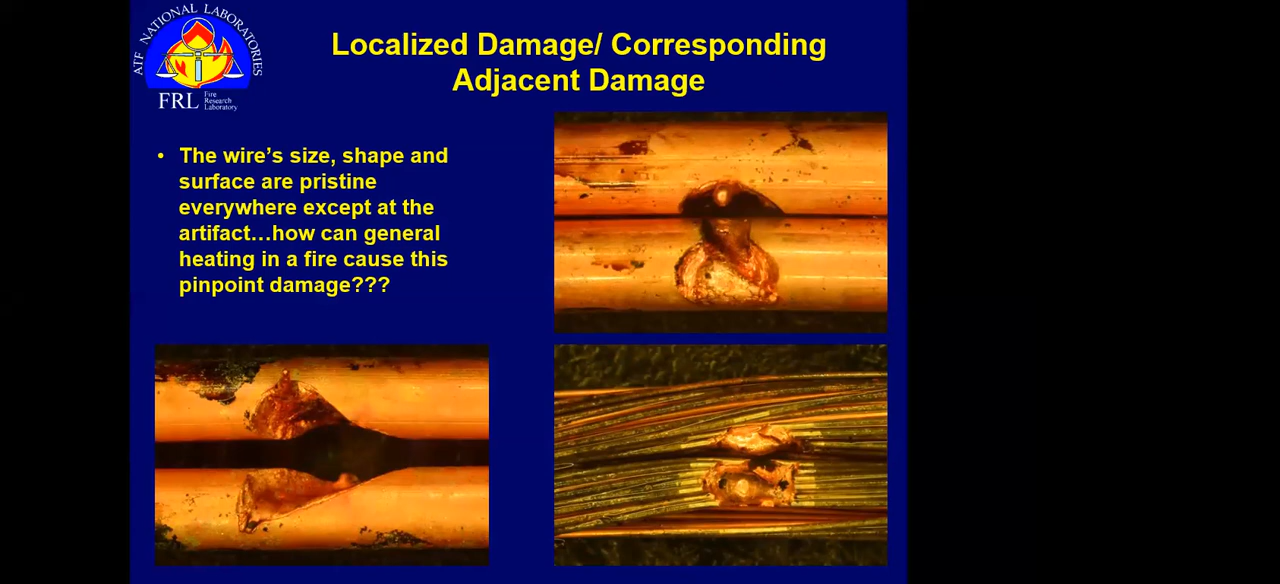 ATF NATIONAL LABORATORIES
FRL Fire
Research
Laboratory
Localized Damage/ Corresponding
Adjacent Damage
• The wire's size, shape and
surface are pristine
everywhere except at the
artifact…how can general
heating in a fire cause this
pinpoint damage???